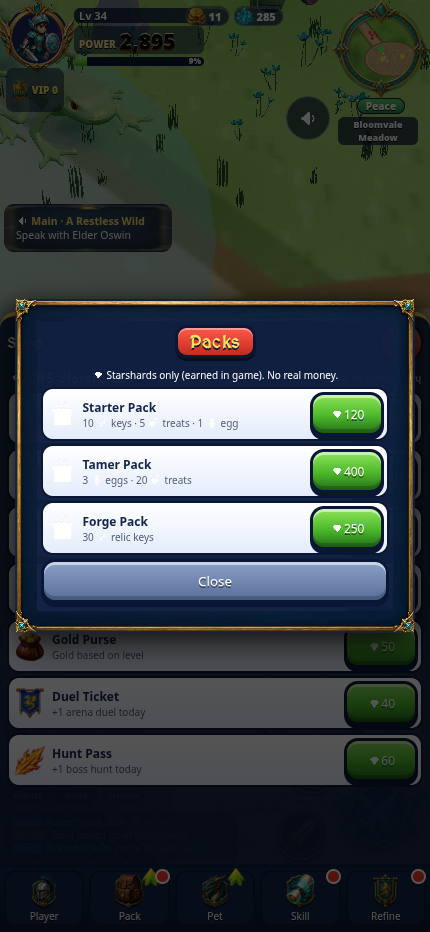 Lv 34
11
285
POWER 2,895
9%
VIP 0
Peace
Bloomvale
Meadow
Main · A Restless Wild
Speak with Elder Oswin
Packs
Starshards only (earned in game). No real money.
Starter Pack
10 keys · 5 treats · 1 egg
120
Tamer Pack
3 eggs · 20 treats
400
Forge Pack
30 relic keys
250
Close
Gold Purse
Gold based on level
50
Duel Ticket
+1 arena duel today
40
Hunt Pass
+1 boss hunt today
60
Player
Pack
Pet
Skill
Refine